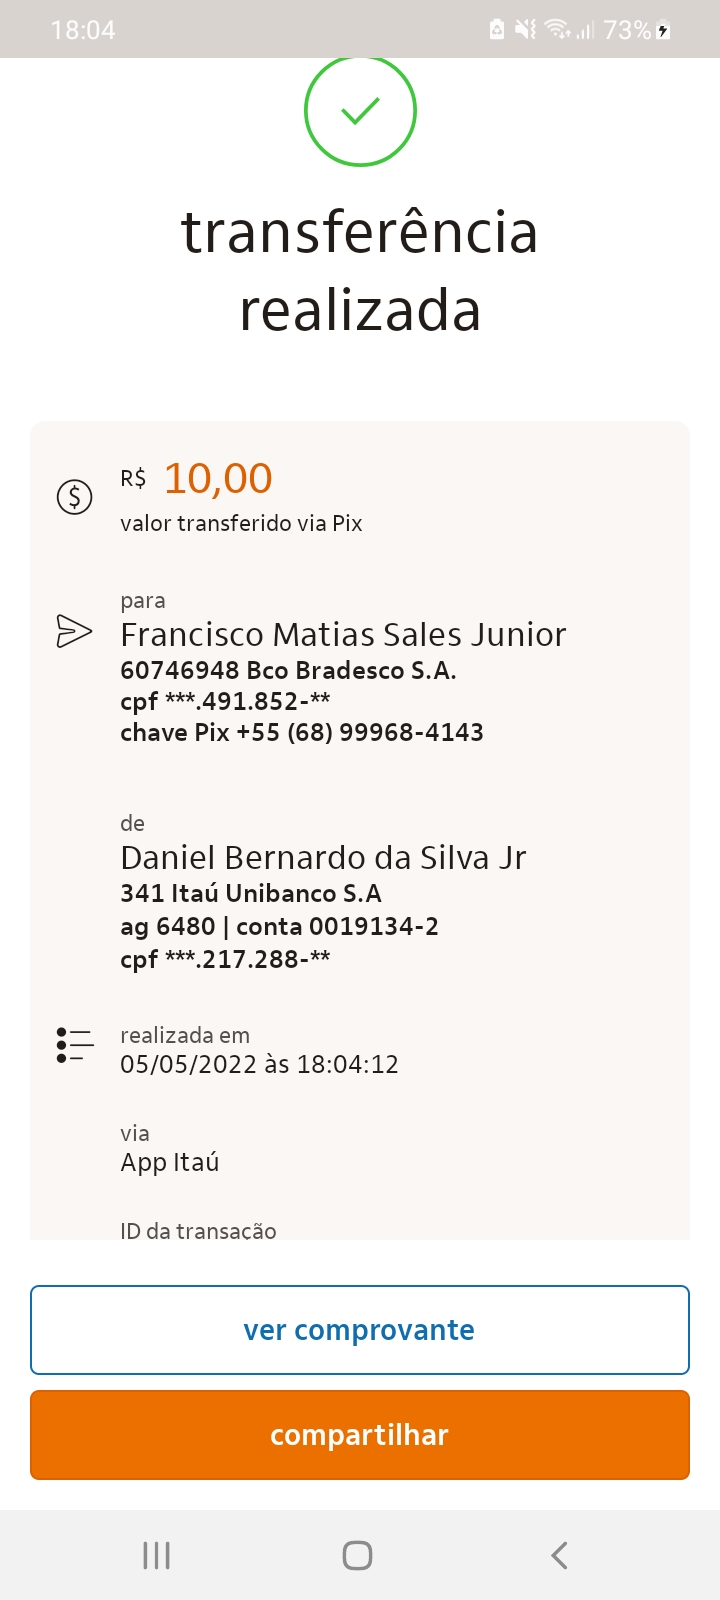 18:04
73%
transferência
realizada
R$ 10,00
valor transferido via Pix
para
Francisco Matias Sales Junior
60746948 Bco Bradesco S.A.
cpf ***.491.852-**
chave Pix +55 (68) 99968-4143
de
Daniel Bernardo da Silva Jr
341 Itaú Unibanco S.A
ag 6480 | conta 0019134-2
cpf ***.217.288-**
realizada em
05/05/2022 às 18:04:12
via
App Itaú
ID da transação
ver comprovante
compartilhar